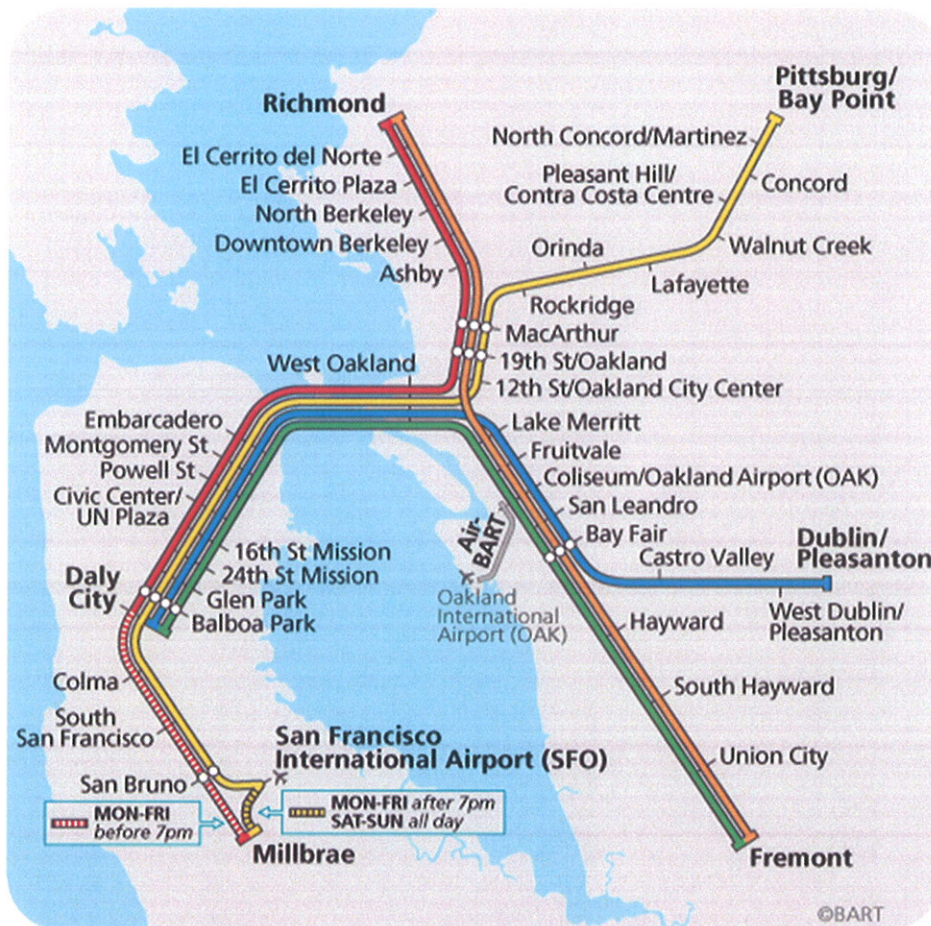 Richmond
El Cerrito del Norte
El Cerrito Plaza
North Berkeley
Downtown Berkeley
Ashby
Pittsburg/
Bay Point
North Concord/Martinez
Concord
Pleasant Hill/
Contra Costa Centre
Walnut Creek
Lafayette
Orinda
Rockridge
MacArthur
19th St/Oakland
12th St/Oakland City Center
West Oakland
Embarcadero
Montgomery St
Powell St
Civic Center/
UN Plaza
16th St Mission
24th St Mission
Glen Park
Balboa Park
Daly
City
Colma
South
San Francisco
San Bruno
San Francisco
International Airport (SFO)
MON-FRI
before 7pm
MON-FRI after 7pm
SAT-SUN all day
Millbrae
Lake Merritt
Fruitvale
Coliseum/Oakland Airport (OAK)
San Leandro
Bay Fair
Castro Valley
Dublin/
Pleasanton
West Dublin/
Pleasanton
Air-
BART
Oakland
International
Airport (OAK)
Hayward
South Hayward
Union City
Fremont
©BART